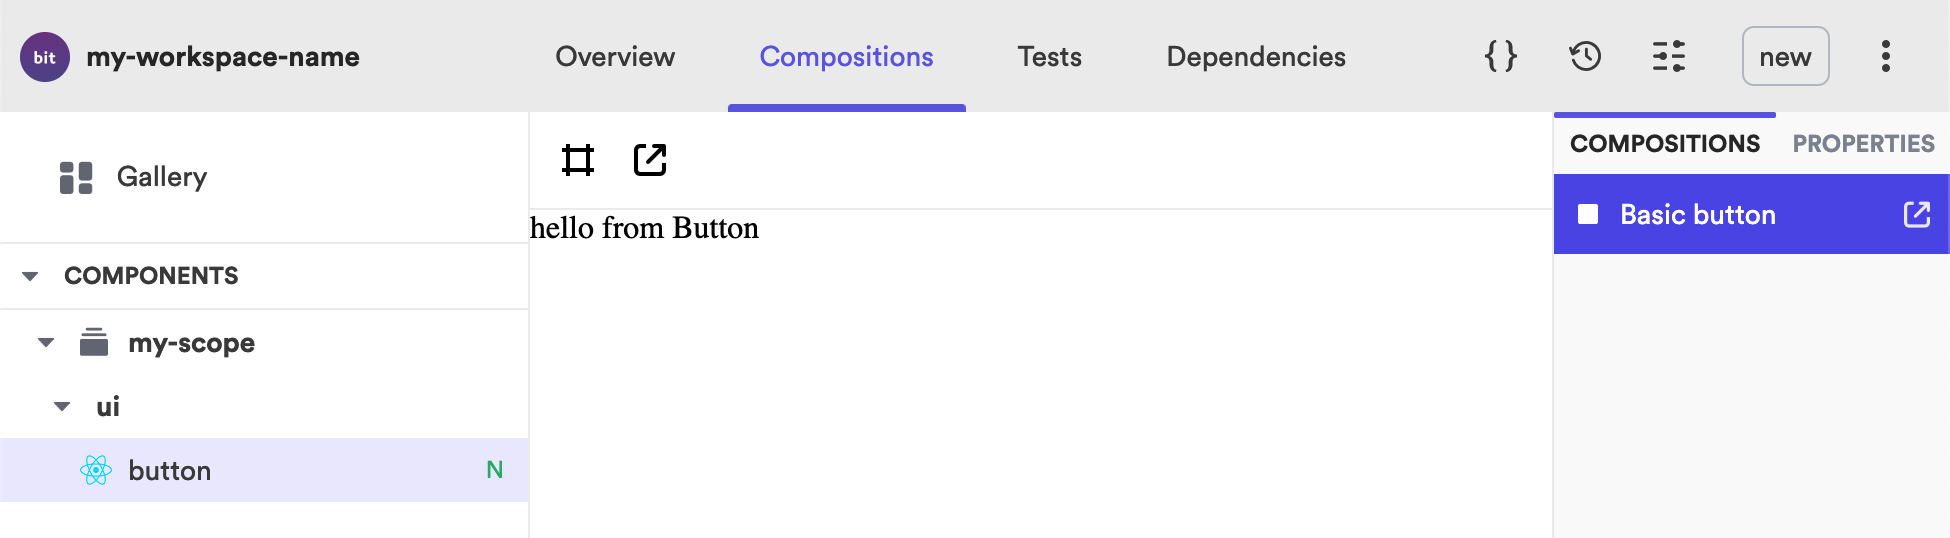 bit my-workspace-name Overview Compositions Tests Dependencies {} new
Gallery
COMPONENTS
my-scope
ui
button N
hello from Button
COMPOSITIONS PROPERTIES
Basic button